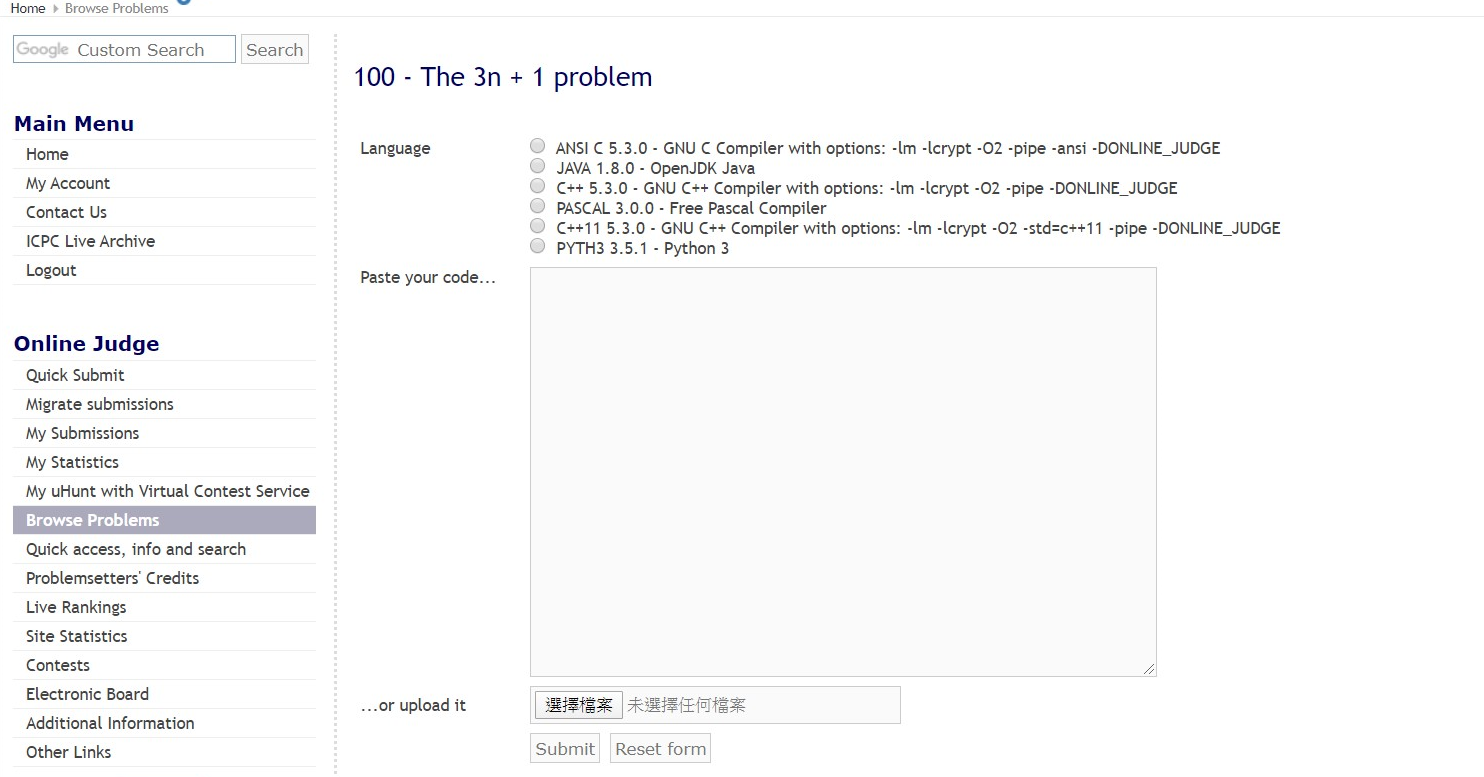 Home Browse Problems
Google Custom Search Search
Main Menu
Home
My Account
Contact Us
ICPC Live Archive
Logout
Online Judge
Quick Submit
Migrate submissions
My Submissions
My Statistics
My uHunt with Virtual Contest Service
Browse Problems
Quick access, info and search
Problemsetters' Credits
Live Rankings
Site Statistics
Contests
Electronic Board
Additional Information
Other Links
100 - The 3n + 1 problem
Language
ANSI C 5.3.0 - GNU C Compiler with options: -lm -lcrypt -O2 -pipe -ansi -DONLINE_JUDGE
JAVA 1.8.0 - OpenJDK Java
C++ 5.3.0 - GNU C++ Compiler with options: -lm -lcrypt -O2 -pipe -DONLINE_JUDGE
PASCAL 3.0.0 - Free Pascal Compiler
C++11 5.3.0 - GNU C++ Compiler with options: -lm -lcrypt -O2 -std=c++11 -pipe -DONLINE_JUDGE
PYTH3 3.5.1 - Python 3
Paste your code...
...or upload it 選擇檔案 未選擇任何檔案
Submit Reset form